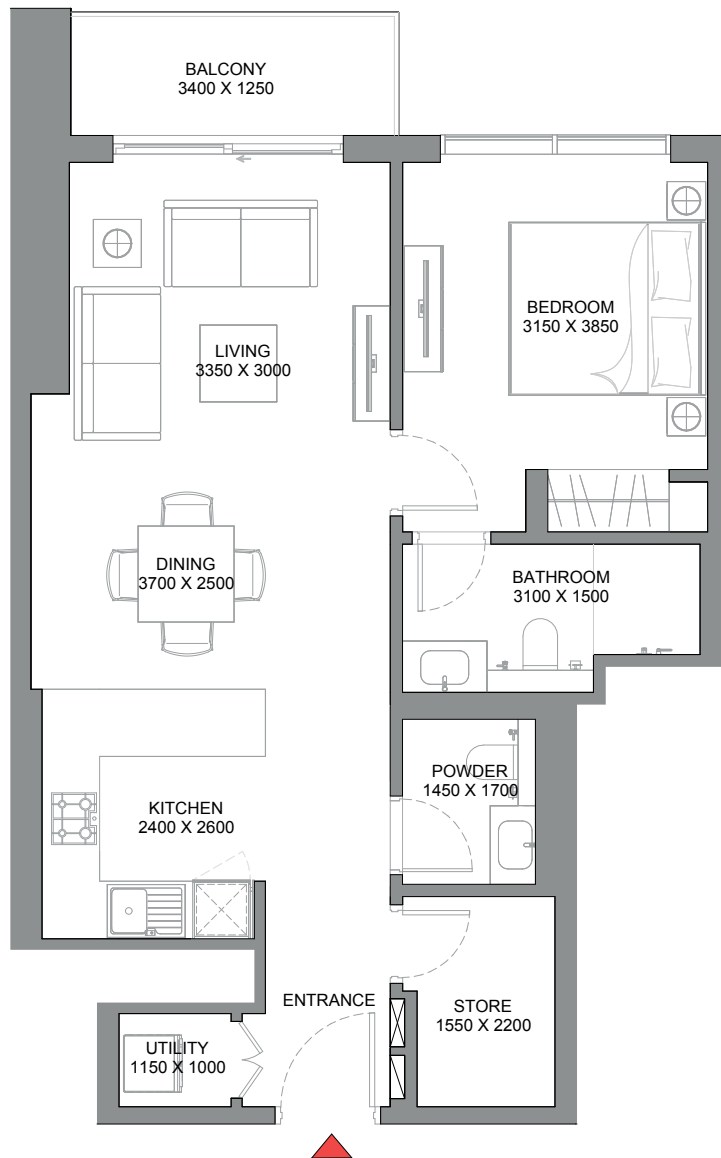 BALCONY
3400 X 1250
BEDROOM
3150 X 3850
LIVING
3350 X 3000
DINING
3700 X 2500
BATHROOM
3100 X 1500
POWDER
1450 X 1700
KITCHEN
2400 X 2600
ENTRANCE
STORE
1550 X 2200
UTILITY
1150 X 1000